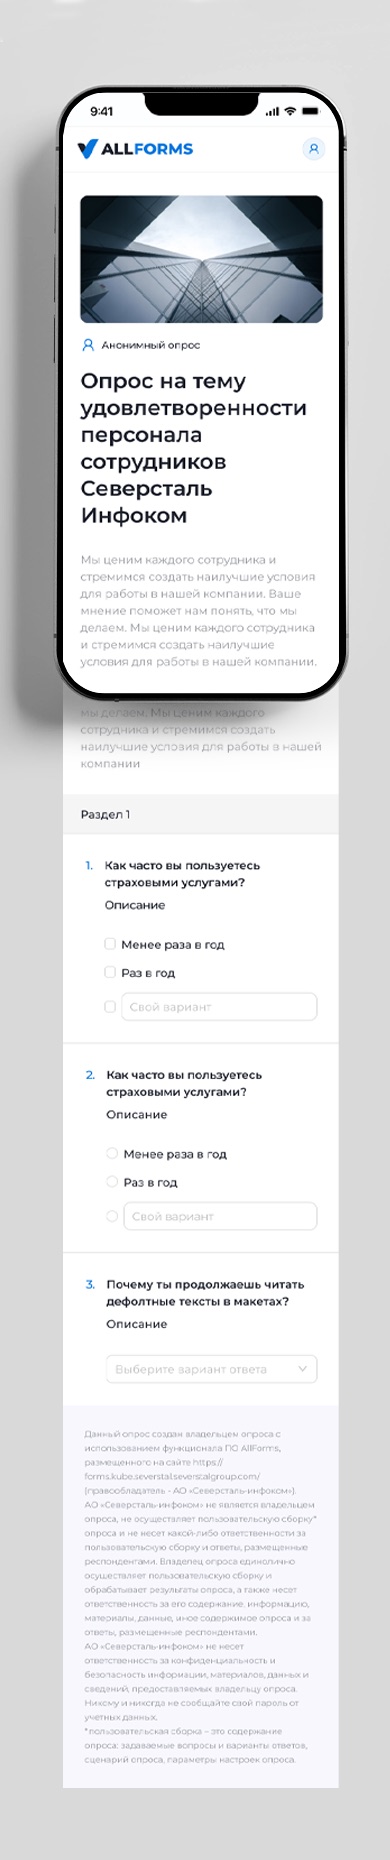 9:41
ALLFORMS
Анонимный опрос
Опрос на тему
удовлетворенности
персонала
сотрудников
Северсталь
Инфоком
Мы ценим каждого сотрудника и
стремимся создать наилучшие условия
для работы в нашей компании. Ваше
мнение поможет нам понять, что мы
делаем. Мы ценим каждого сотрудника
и стремимся создать наилучшие
условия для работы в нашей компании.
мы делаем. Мы ценим каждого
сотрудника и стремимся создать
наилучшие условия для работы в нашей
компании
Раздел 1
1. Как часто вы пользуетесь
страховыми услугами?
Описание
Менее раза в год
Раз в год
Свой вариант
2. Как часто вы пользуетесь
страховыми услугами?
Описание
Менее раза в год
Раз в год
Свой вариант
3. Почему ты продолжаешь читать
дефолтные тексты в макетах?
Описание
Выберите вариант ответа
Данный опрос создан владельцем опроса с
использованием функционала ПО AllForms,
размещенного на сайте https://
forms.kube.severstal.severstalgroup.com/
(правообладатель - АО «Северсталь-инфоком»).
АО «Северсталь-инфоком» не является владельцем
опроса, не осуществляет пользовательскую сборку*
опроса и не несет какой-либо ответственности за
пользовательскую сборку и ответы, размещенные
респондентами. Владелец опроса единолично
осуществляет пользовательскую сборку и
обрабатывает результаты опроса, а также несет
ответственность за его содержание, информацию,
материалы, данные, иное содержимое опроса и за
ответы, размещенные респондентами.
АО «Северсталь-инфоком» не несет
ответственность за конфиденциальность и
безопасность информации, материалов, данных и
сведений, предоставляемых владельцу опроса.
Никому и никогда не сообщайте свой пароль от
учетных данных.
*пользовательская сборка – это содержание
опроса: задаваемые вопросы и варианты ответов,
сценарий опроса, параметры настроек опроса.